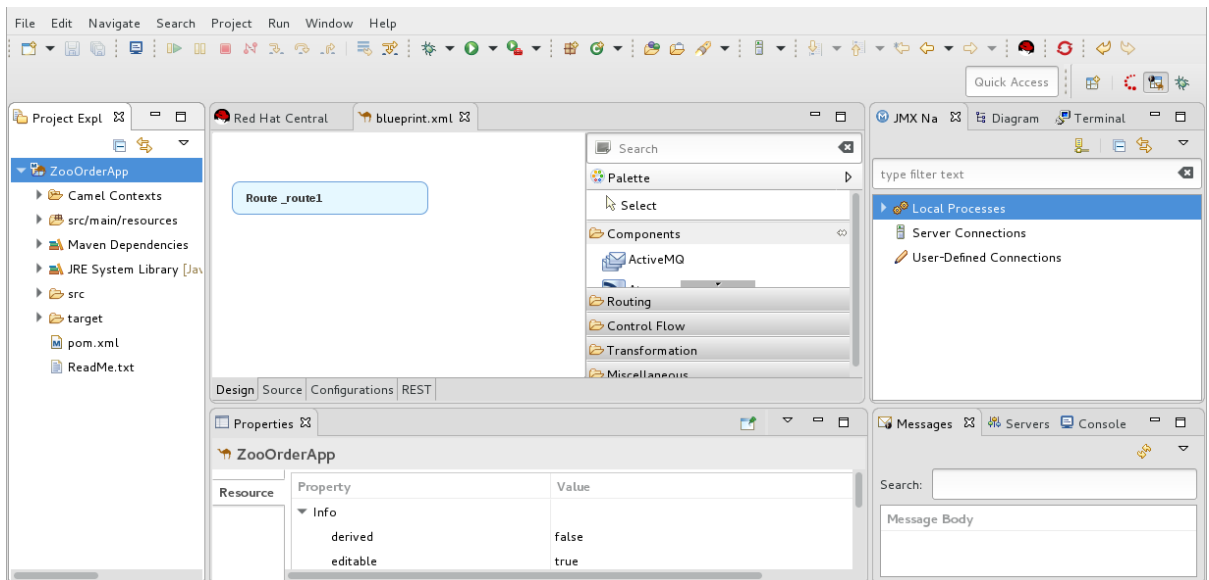 File Edit Navigate Search Project Run Window Help
Quick Access
Project Expl
ZooOrderApp
Camel Contexts
src/main/resources
Maven Dependencies
JRE System Library [Jav
src
target
pom.xml
ReadMe.txt
Red Hat Central
blueprint.xml
Route _route1
Search
Palette
Select
Components
ActiveMQ
Routing
Control Flow
Transformation
Miscellaneous
Design Source Configurations REST
JMX Na Diagram Terminal
type filter text
Local Processes
Server Connections
User-Defined Connections
Properties
ZooOrderApp
Resource
Property Value
Info
derived false
editable true
Messages Servers Console
Search:
Message Body